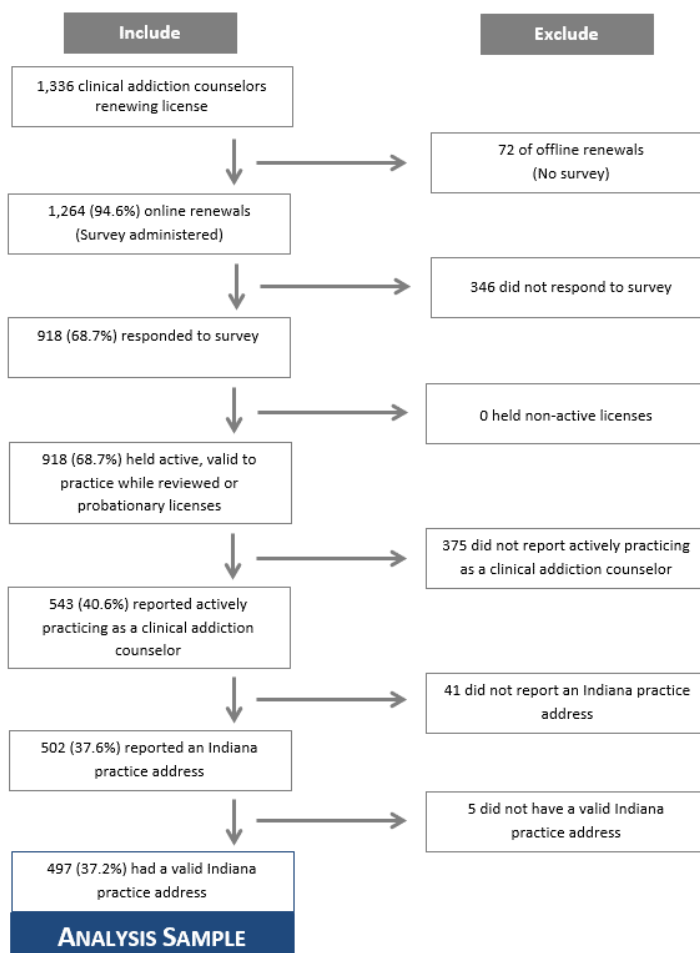 Include
Exclude
1,336 clinical addiction counselors
renewing license
72 of offline renewals
(No survey)
1,264 (94.6%) online renewals
(Survey administered)
346 did not respond to survey
918 (68.7%) responded to survey
0 held non-active licenses
918 (68.7%) held active, valid to
practice while reviewed or
probationary licenses
375 did not report actively practicing
as a clinical addiction counselor
543 (40.6%) reported actively
practicing as a clinical addiction
counselor
41 did not report an Indiana practice
address
502 (37.6%) reported an Indiana
practice address
5 did not have a valid Indiana
practice address
497 (37.2%) had a valid Indiana
practice address
ANALYSIS SAMPLE